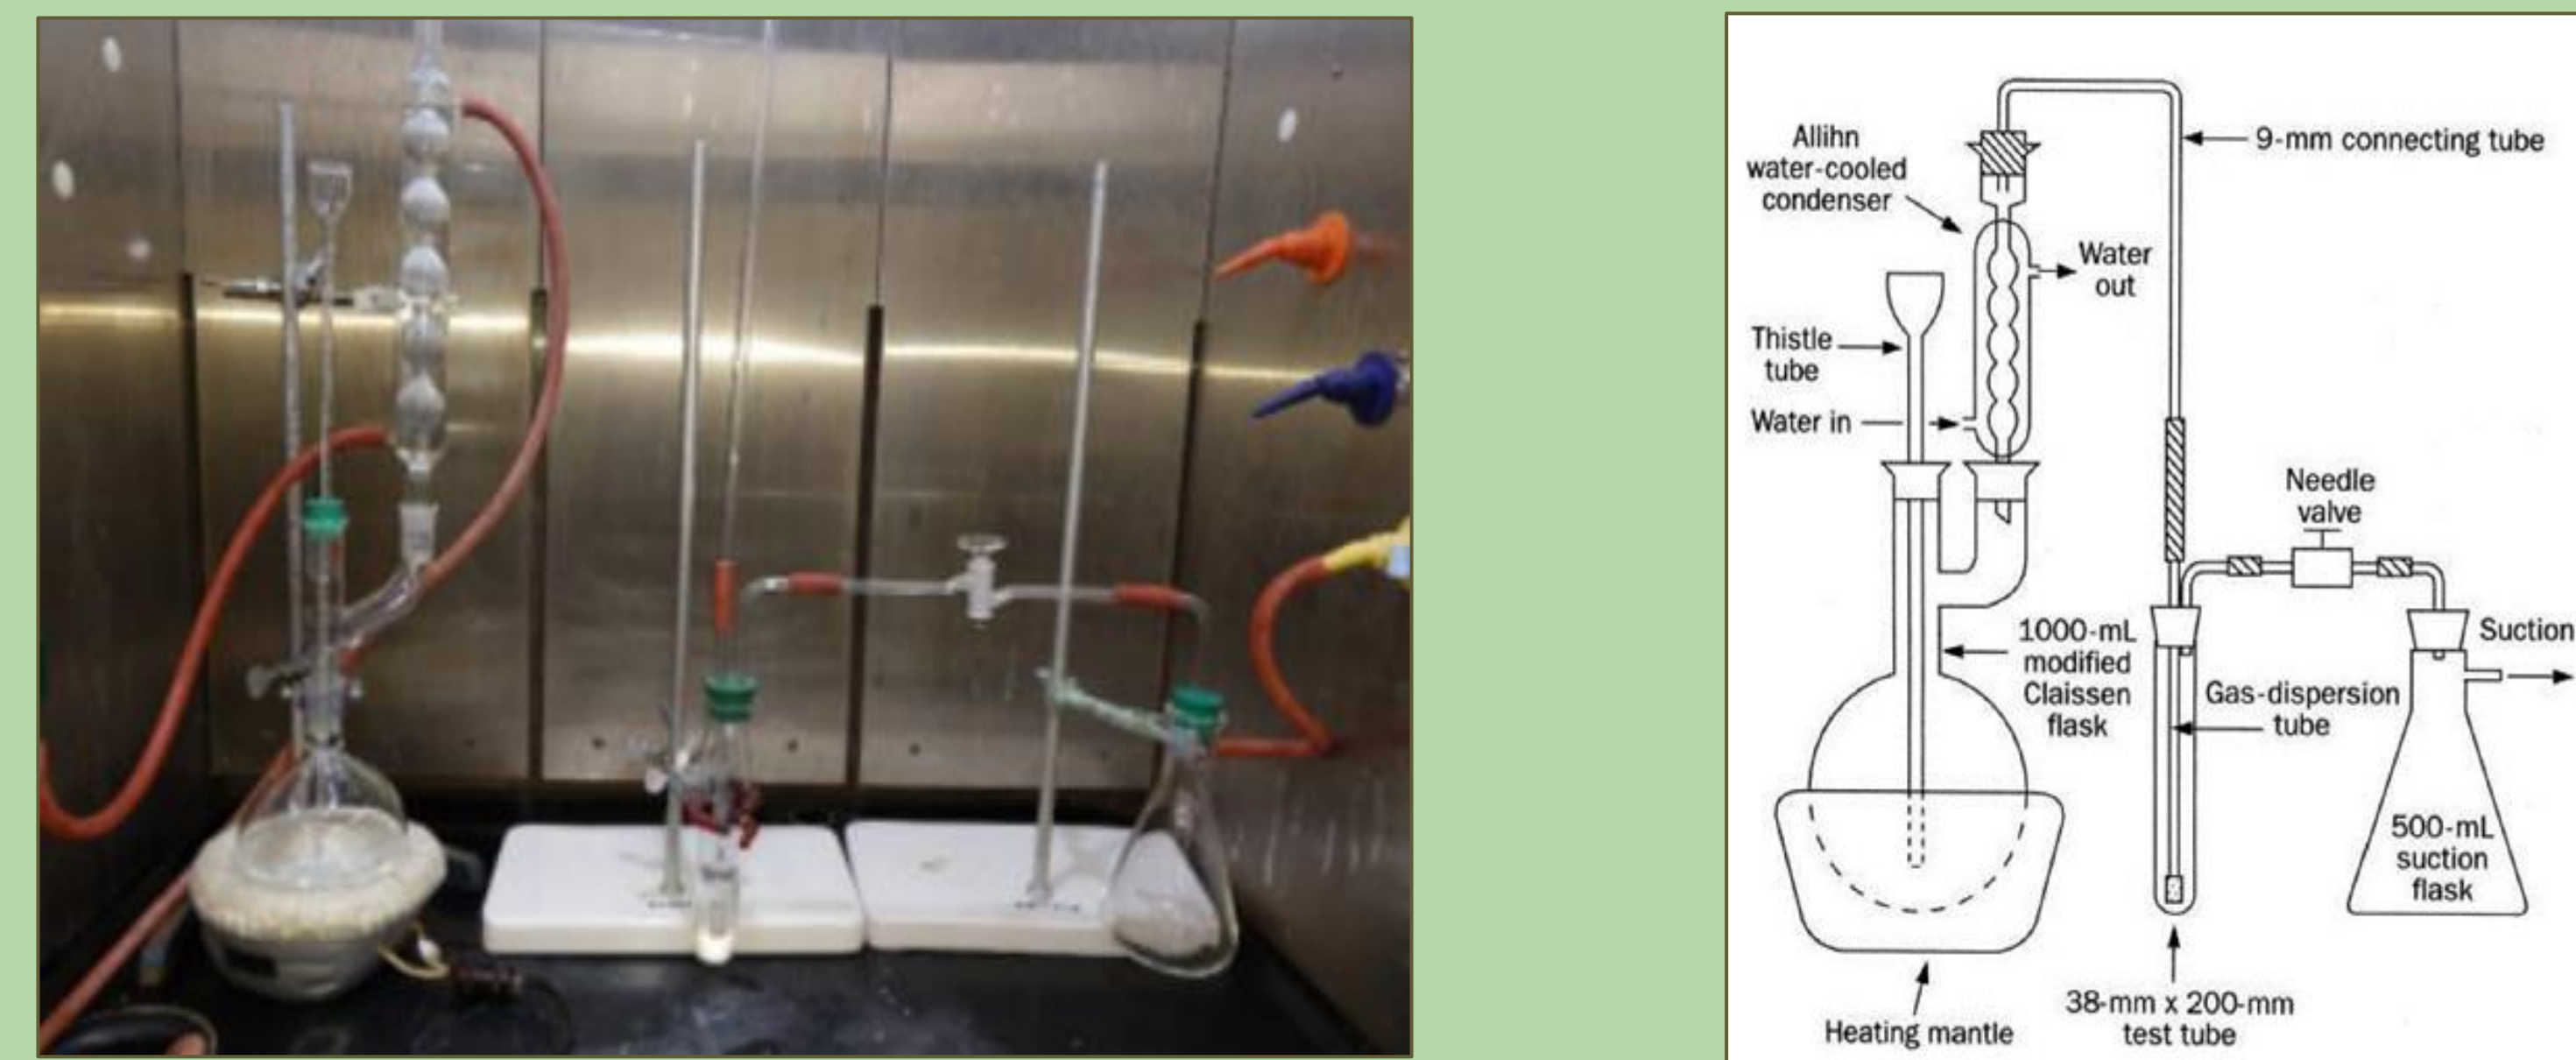 Allihn
water-cooled
condenser
9-mm connecting tube
Water
out
Thistle
tube
Water in
Needle
valve
1000-mL
modified
Claissen
flask
Suction
Gas-dispersion
tube
500-mL
suction
flask
38-mm x 200-mm
test tube
Heating mantle